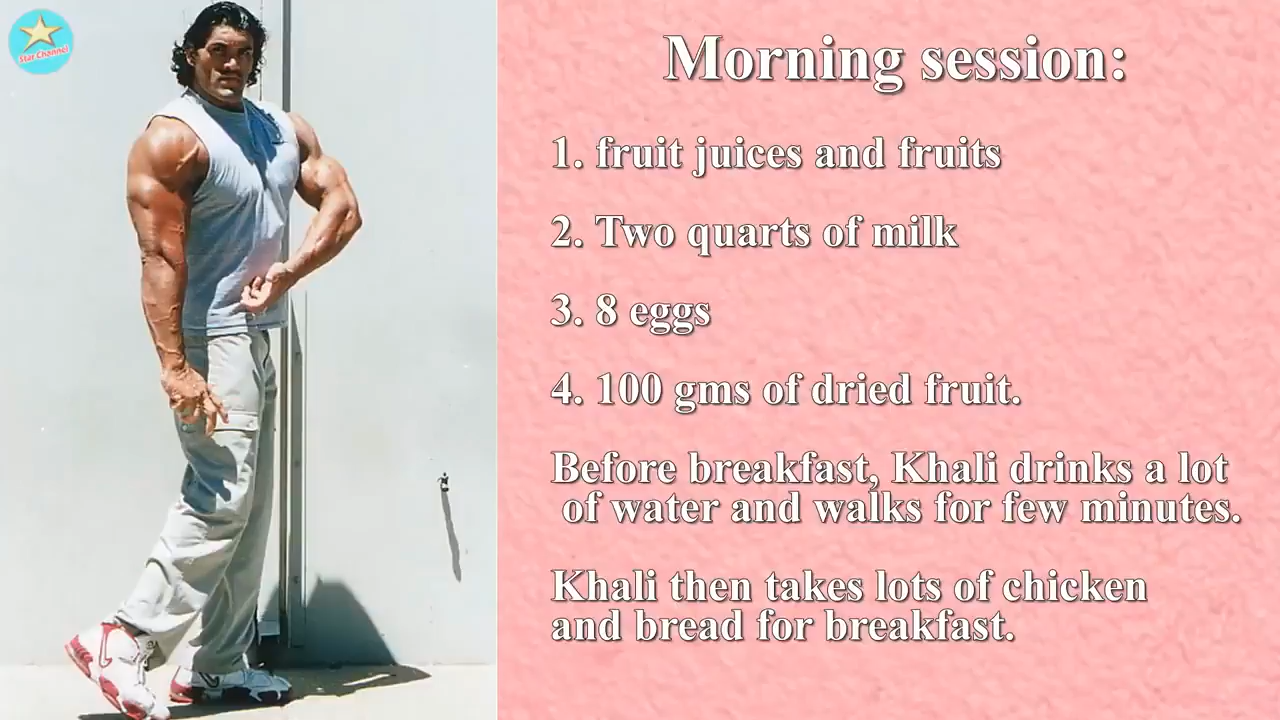 Star Channel
Morning session:
1. fruit juices and fruits
2. Two quarts of milk
3. 8 eggs
4. 100 gms of dried fruit.
Before breakfast, Khali drinks a lot
of water and walks for few minutes.
Khali then takes lots of chicken
and bread for breakfast.